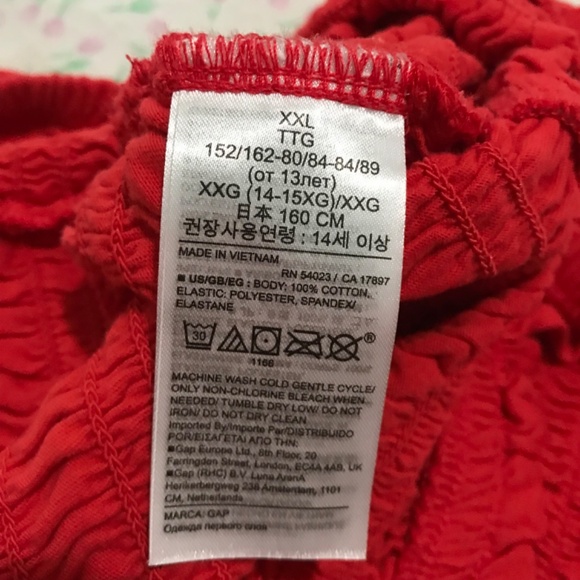 XXL
TTG
152/162-80/84-84/89
(от 13лет)
XXG (14-15XG)/XXG
日本 160 CM
권장사용연령 : 14세 이상
MADE IN VIETNAM
RN 54023 / CA 17897
■ US/GB/EG : BODY: 100% COTTON,
ELASTIC: POLYESTER, SPANDEX/
ELASTANE
30
®
1166
MACHINE WASH COLD GENTLE CYCLE/
ONLY NON-CHLORINE BLEACH WHEN
NEEDED/ TUMBLE DRY LOW/ DO NOT
IRON/ DO NOT DRY CLEAN
Imported By/Importe Par/DISTRIBUIDO
POR/ΕΙΣΑΓΕΤΑΙ ΑΠΟ ΤΗΝ:
■Gap Europe Ltd., 6th Floor, 20
Farringdon Street, London, EC4A 4AB, UK
■Gap (RHC) B.V. Luna ArenA
Herikerbergweg 238 Amsterdam, 1101
CM, Netherlands
MARCA: GAP
Одежда первого слоя